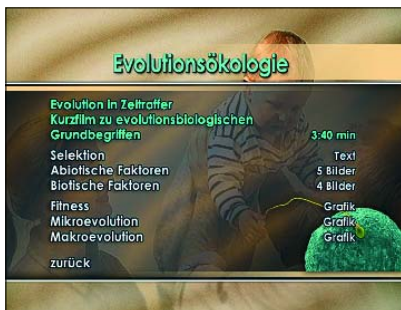 Evolutionsökologie
Evolution in Zeitraffer
Kurzfilm zu evolutionsbiologischen
Grundbegriffen 3:40 min
Selektion Text
Abiotische Faktoren 5 Bilder
Biotische Faktoren 4 Bilder
Fitness Grafik
Mikroevolution Grafik
Makroevolution Grafik
zurück